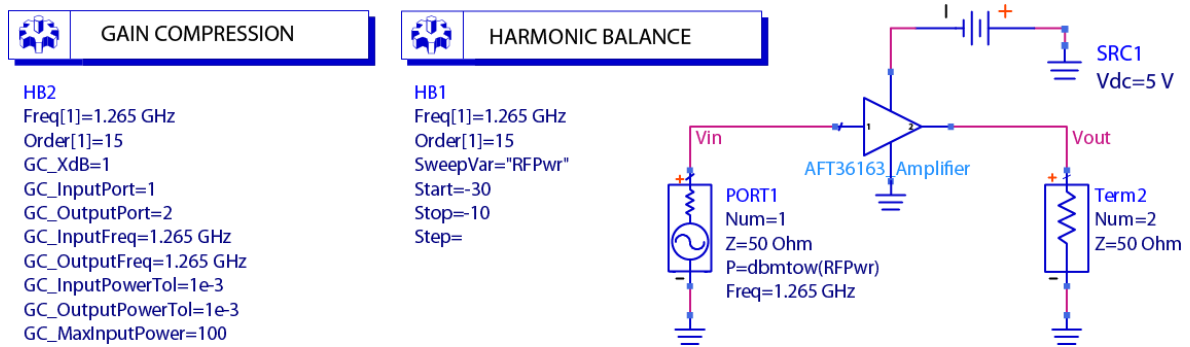 GAIN COMPRESSION
HB2
Freq[1]=1.265 GHz
Order[1]=15
GC_XdB=1
GC_InputPort=1
GC_OutputPort=2
GC_InputFreq=1.265 GHz
GC_OutputFreq=1.265 GHz
GC_InputPowerTol=1e-3
GC_OutputPowerTol=1e-3
GC_MaxInputPower=100
HARMONIC BALANCE
HB1
Freq[1]=1.265 GHz
Order[1]=15
SweepVar="RFPwr"
Start=-30
Stop=-10
Step=
SRC1
Vdc=5 V
1
2
Vin
Vout
AFT36163_Amplifier
PORT1
Num=1
Z=50 Ohm
P=dbmtow(RFPwr)
Freq=1.265 GHz
Term2
Num=2
Z=50 Ohm